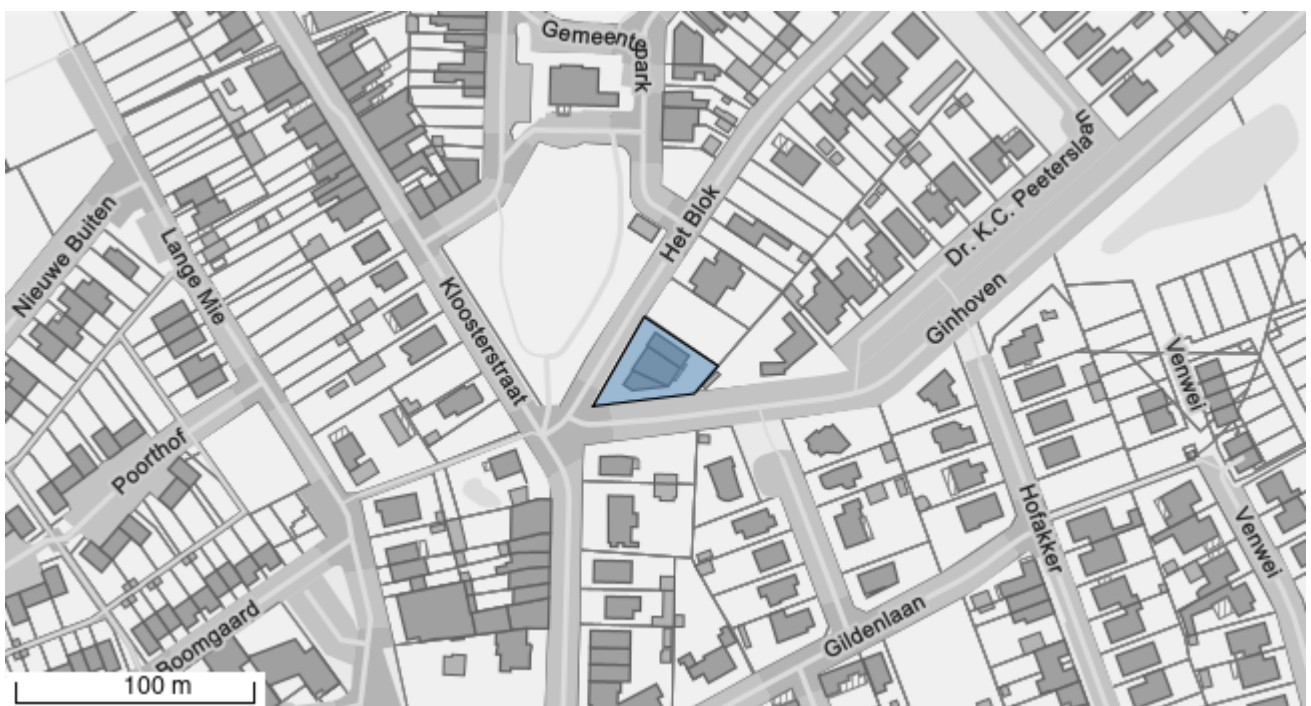 Gemeentepark
Nieuwe Buiten
Lange Mie
Kloosterstraat
Het Blok
Dr. K.C. Peeterslaan
Ginhoven
Venwei
Poorthof
Hofakker
Venwei
Boomgaard
Gildenlaan
100 m